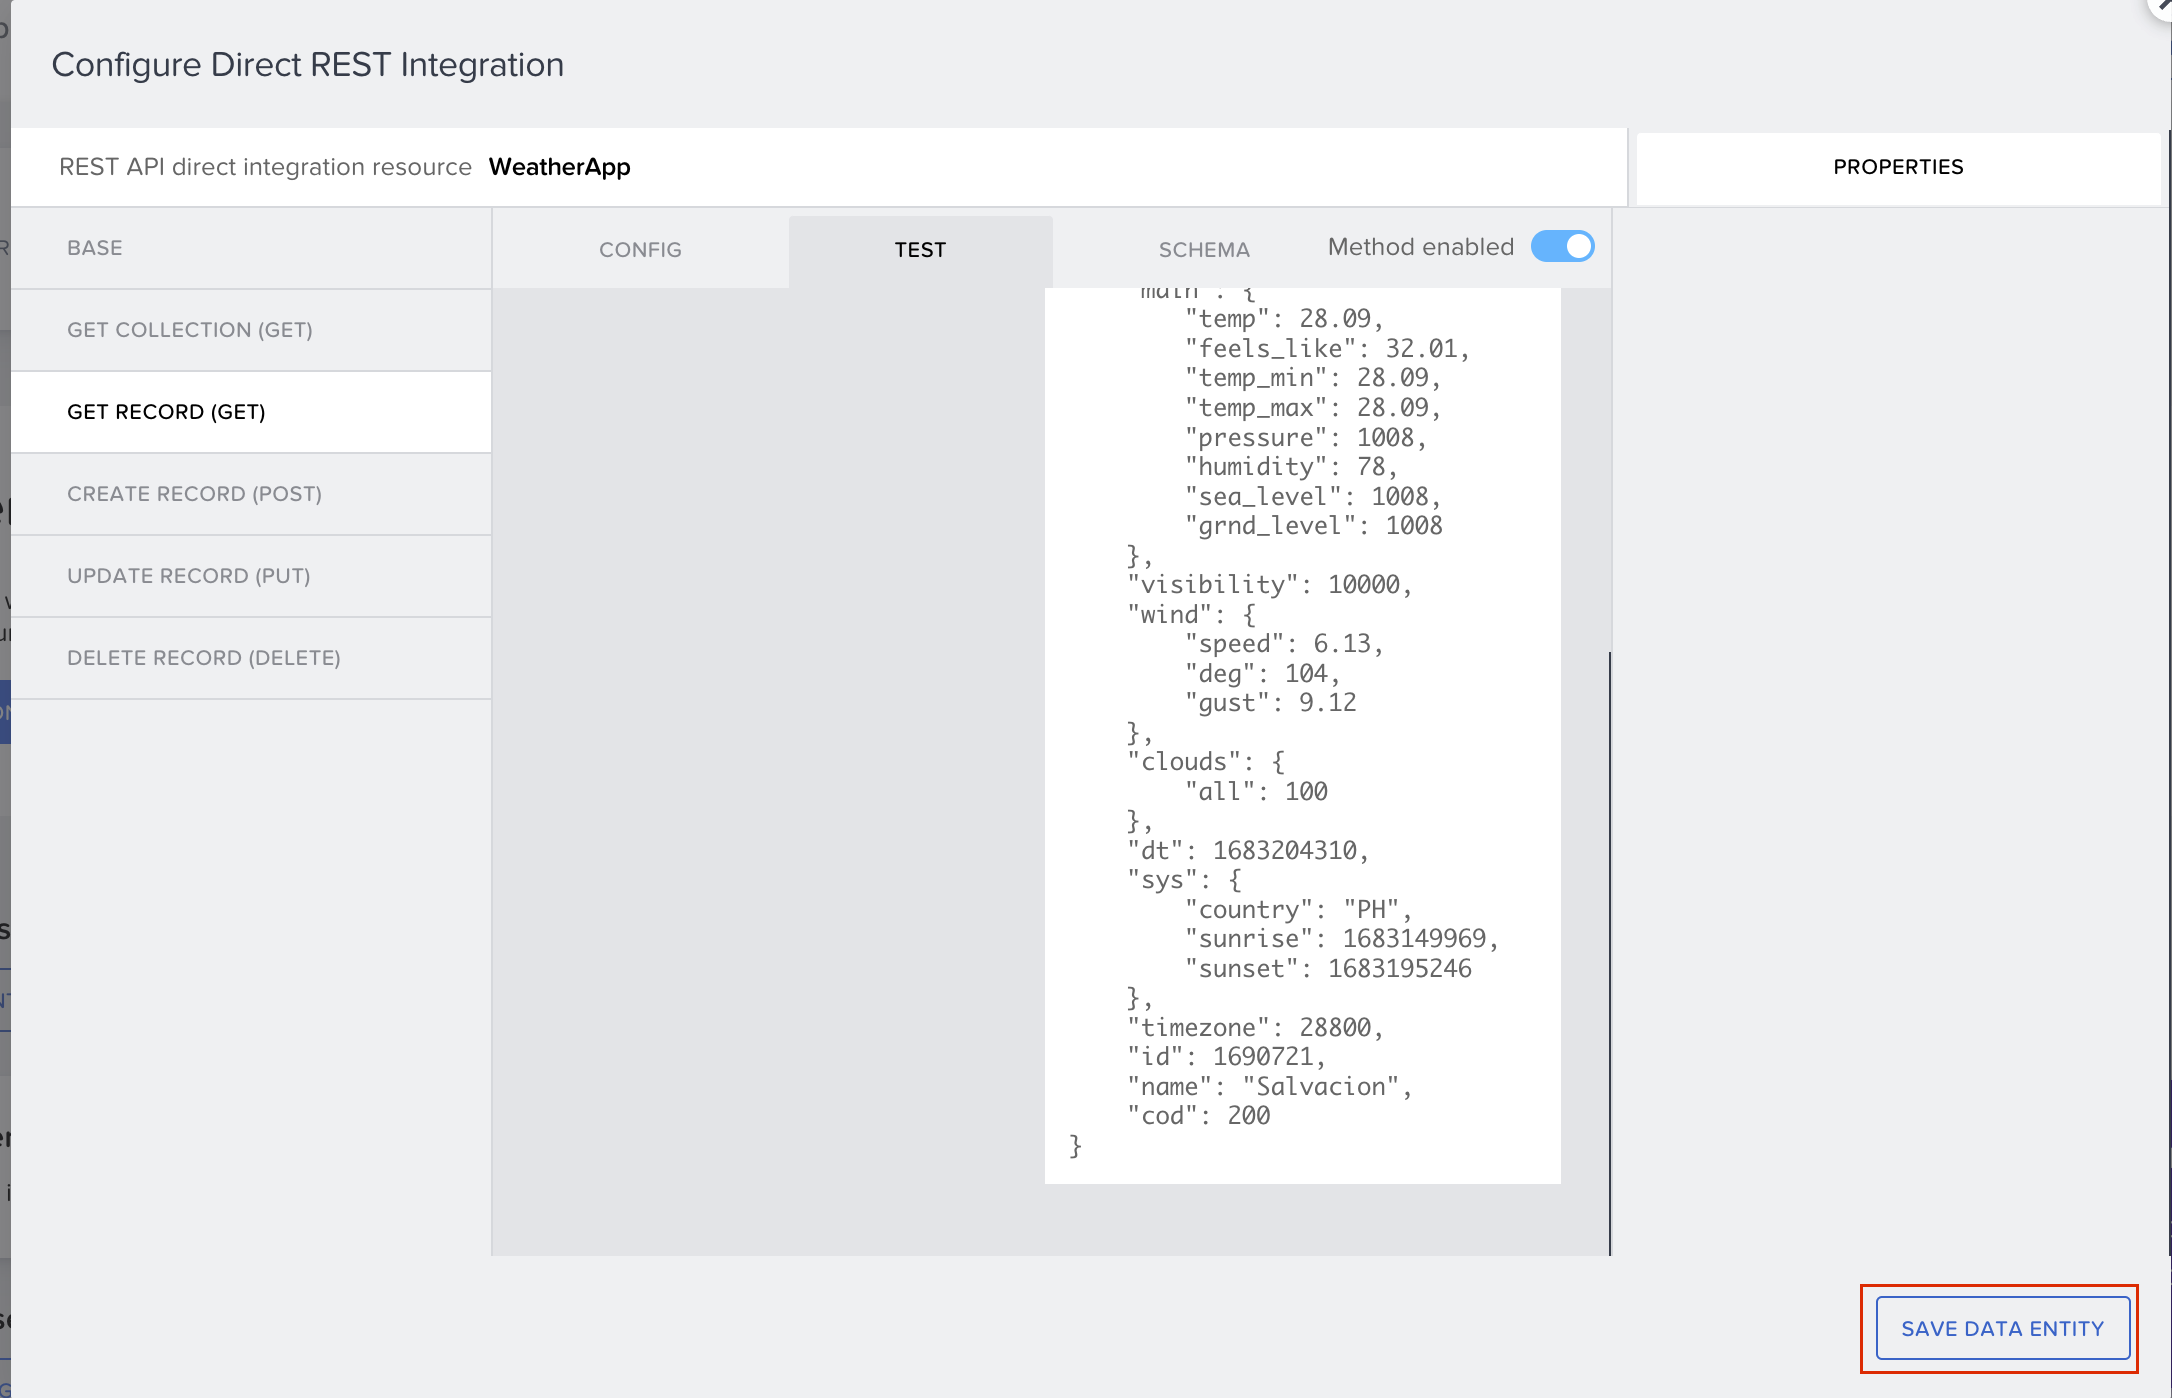 Configure Direct REST Integration
REST API direct integration resource WeatherApp
PROPERTIES
BASE
GET COLLECTION (GET)
GET RECORD (GET)
CREATE RECORD (POST)
UPDATE RECORD (PUT)
DELETE RECORD (DELETE)
CONFIG
TEST
SCHEMA
Method enabled
"main": {
"temp": 28.09,
"feels_like": 32.01,
"temp_min": 28.09,
"temp_max": 28.09,
"pressure": 1008,
"humidity": 78,
"sea_level": 1008,
"grnd_level": 1008
},
"visibility": 10000,
"wind": {
"speed": 6.13,
"deg": 104,
"gust": 9.12
},
"clouds": {
"all": 100
},
"dt": 1683204310,
"sys": {
"country": "PH",
"sunrise": 1683149969,
"sunset": 1683195246
},
"timezone": 28800,
"id": 1690721,
"name": "Salvacion",
"cod": 200
}
SAVE DATA ENTITY